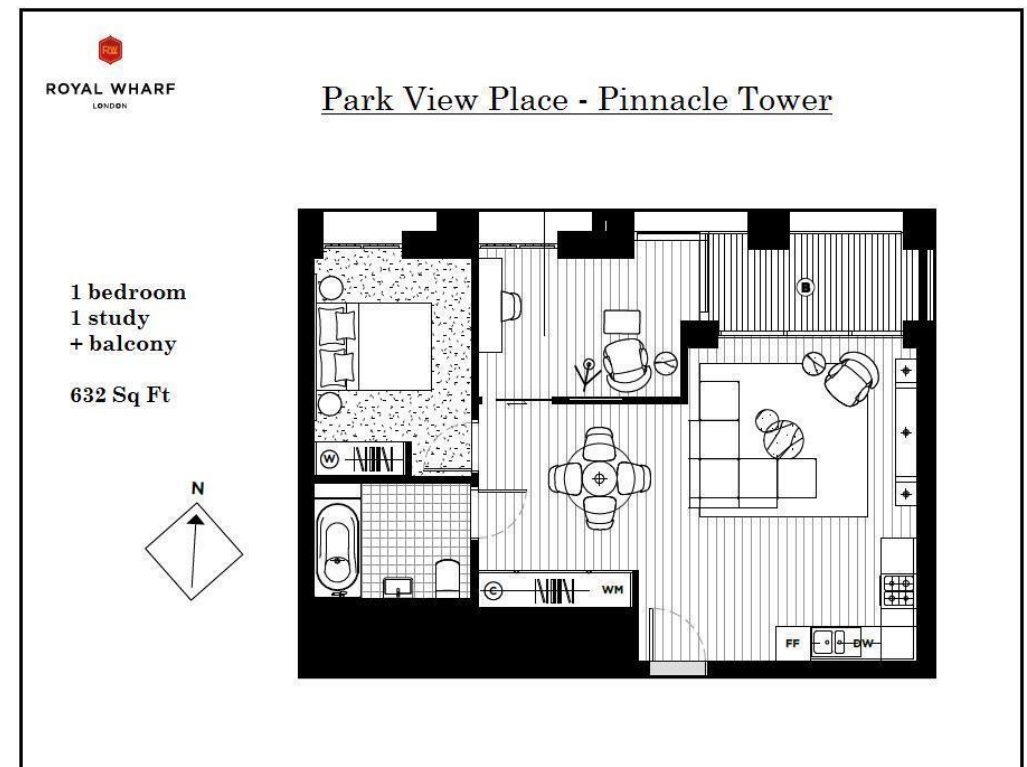 RW
ROYAL WHARF
LONDON
Park View Place - Pinnacle Tower
1 bedroom
1 study
+ balcony
632 Sq Ft
N
B
W
C
WM
FF
DW